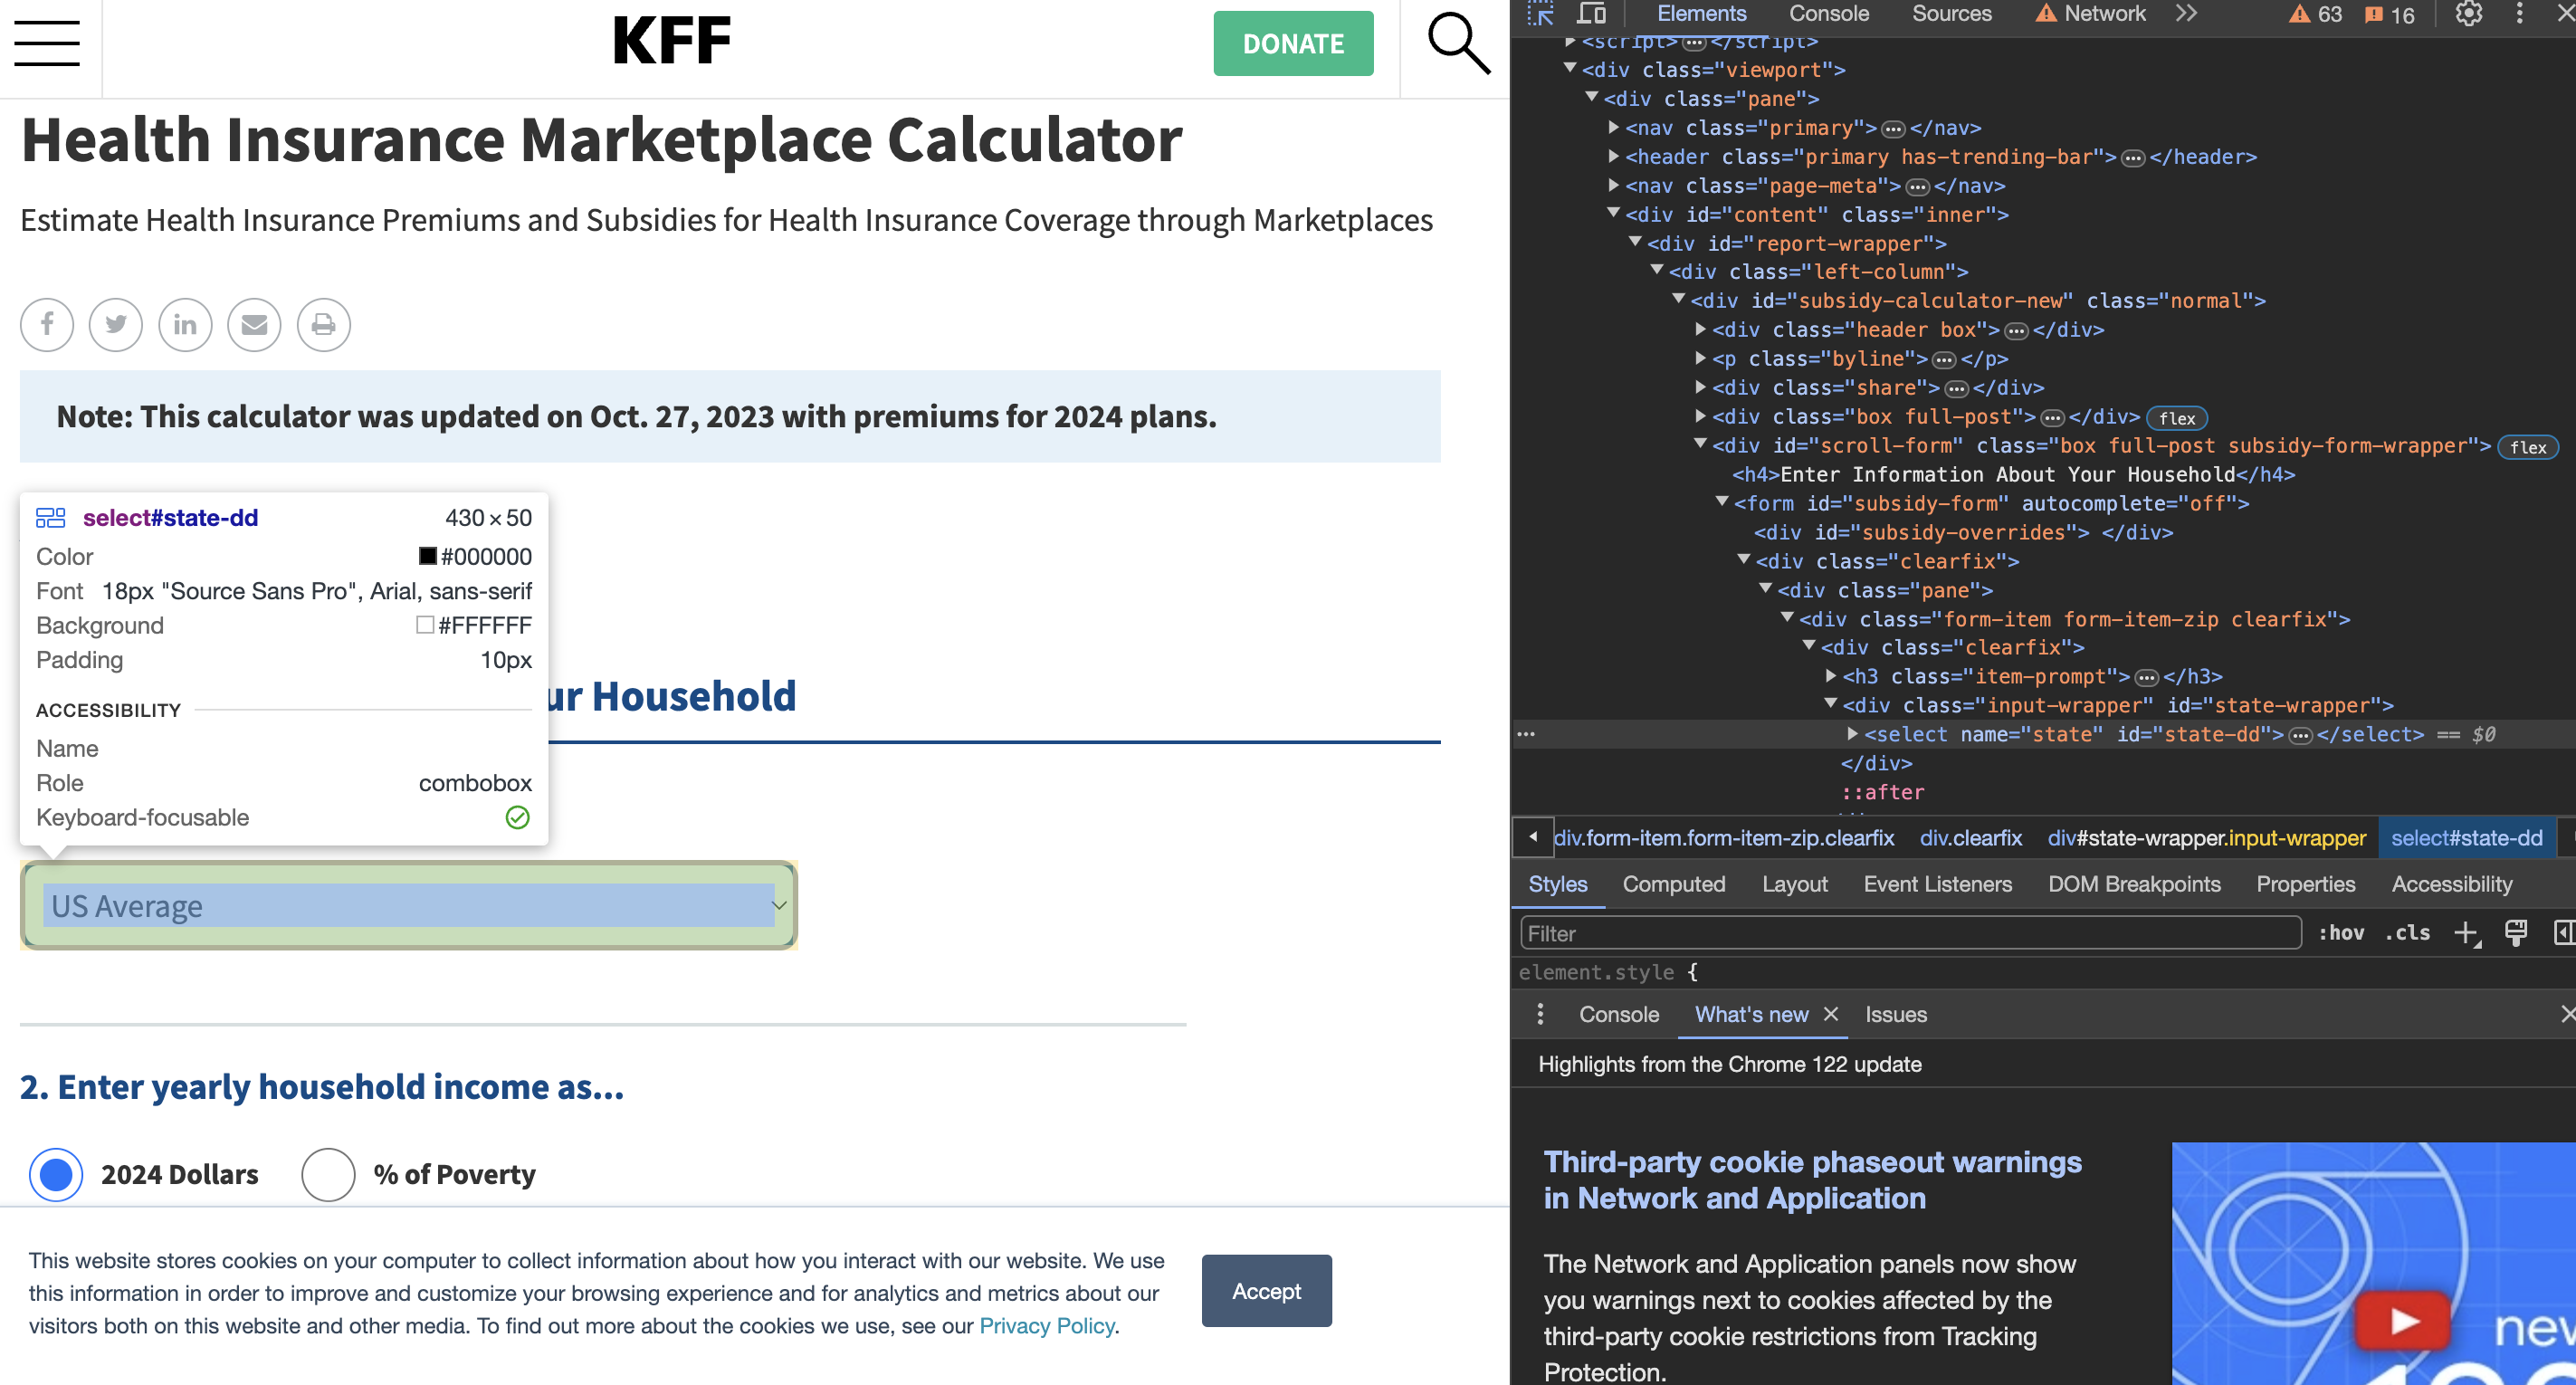 KFF
DONATE
Health Insurance Marketplace Calculator
Estimate Health Insurance Premiums and Subsidies for Health Insurance Coverage through Marketplaces
Note: This calculator was updated on Oct. 27, 2023 with premiums for 2024 plans.
select#state-dd 430 × 50
Color #000000
Font 18px "Source Sans Pro", Arial, sans-serif
Background #FFFFFF
Padding 10px
ACCESSIBILITY
Name
Role combobox
Keyboard-focusable
ur Household
US Average
2. Enter yearly household income as...
2024 Dollars % of Poverty
This website stores cookies on your computer to collect information about how you interact with our website. We use
this information in order to improve and customize your browsing experience and for analytics and metrics about our
visitors both on this website and other media. To find out more about the cookies we use, see our Privacy Policy.
Accept
Elements Console Sources Network 63 16
<script>…</script>
<div class="viewport">
<div class="pane">
<nav class="primary">…</nav>
<header class="primary has-trending-bar">…</header>
<nav class="page-meta">…</nav>
<div id="content" class="inner">
<div id="report-wrapper">
<div class="left-column">
<div id="subsidy-calculator-new" class="normal">
<div class="header box">…</div>
<p class="byline">…</p>
<div class="share">…</div>
<div class="box full-post">…</div> flex
<div id="scroll-form" class="box full-post subsidy-form-wrapper"> flex
<h4>Enter Information About Your Household</h4>
<form id="subsidy-form" autocomplete="off">
<div id="subsidy-overrides"> </div>
<div class="clearfix">
<div class="pane">
<div class="form-item form-item-zip clearfix">
<div class="clearfix">
<h3 class="item-prompt">…</h3>
<div class="input-wrapper" id="state-wrapper">
… <select name="state" id="state-dd">…</select> == $0
</div>
::after
div.form-item.form-item-zip.clearfix div.clearfix div#state-wrapper.input-wrapper select#state-dd
Styles Computed Layout Event Listeners DOM Breakpoints Properties Accessibility
Filter :hov .cls
element.style {
Console What's new Issues
Highlights from the Chrome 122 update
Third-party cookie phaseout warnings
in Network and Application
The Network and Application panels now show
you warnings next to cookies affected by the
third-party cookie restrictions from Tracking
Protection.
new